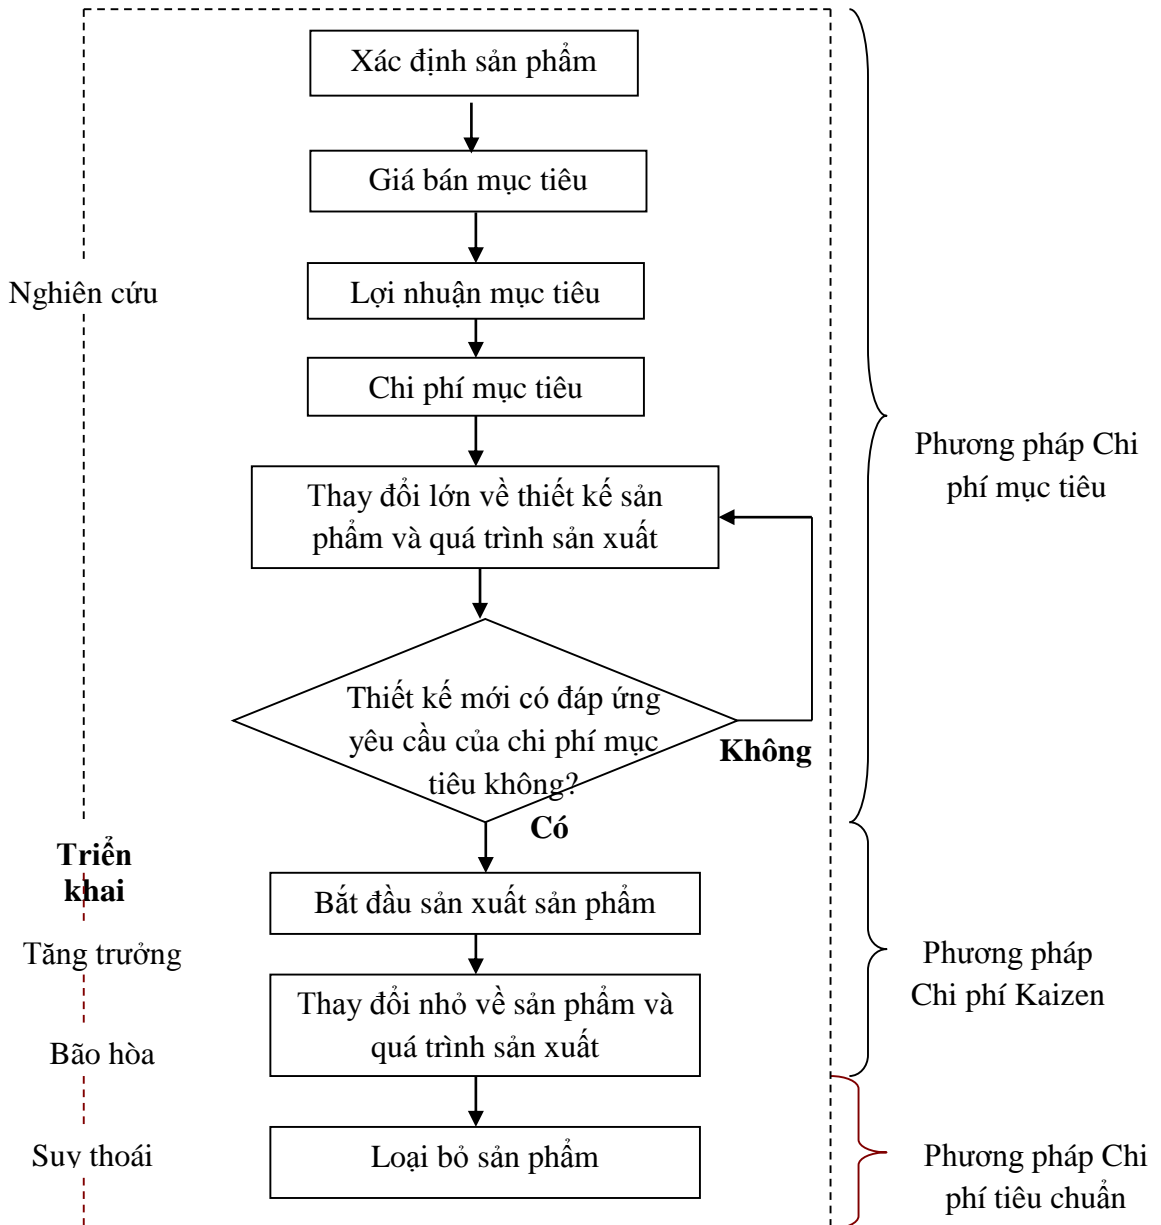 Xác định sản phẩm
Giá bán mục tiêu
Nghiên cứu
Lợi nhuận mục tiêu
Chi phí mục tiêu
Phương pháp Chi
phí mục tiêu
Thay đổi lớn về thiết kế sản
phẩm và quá trình sản xuất
Thiết kế mới có đáp ứng
yêu cầu của chi phí mục
tiêu không?
Không
Có
Triển
khai
Bắt đầu sản xuất sản phẩm
Tăng trưởng
Phương pháp
Chi phí Kaizen
Thay đổi nhỏ về sản phẩm và
quá trình sản xuất
Bão hòa
Suy thoái
Loại bỏ sản phẩm
Phương pháp Chi
phí tiêu chuẩn